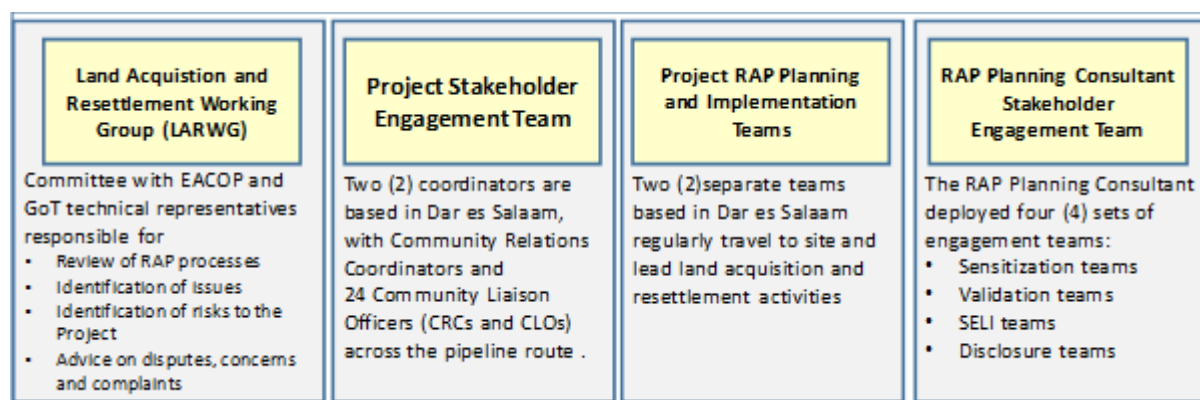 Land Acquistion and
Resettlement Working
Group (LARWG)
Committee with EACOP and
GoT technical representatives
responsible for
• Review of RAP processes
• Identification of issues
• Identification of risks to the
Project
• Advice on disputes, concerns
and complaints
Project Stakeholder
Engagement Team
Two (2) coordinators are
based in Dar es Salaam,
with Community Relations
Coordinators and
24 Community Liaison
Officers (CRCs and CLOs)
across the pipeline route .
Project RAP Planning
and Implementation
Teams
Two (2)separate teams
based in Dar es Salaam
regularly travel to site and
lead land acquisition and
resettlement activities
RAP Planning Consultant
Stakeholder
Engagement Team
The RAP Planning Consultant
deployed four (4) sets of
engagement teams:
• Sensitization teams
• Validation teams
• SELI teams
• Disclosure teams